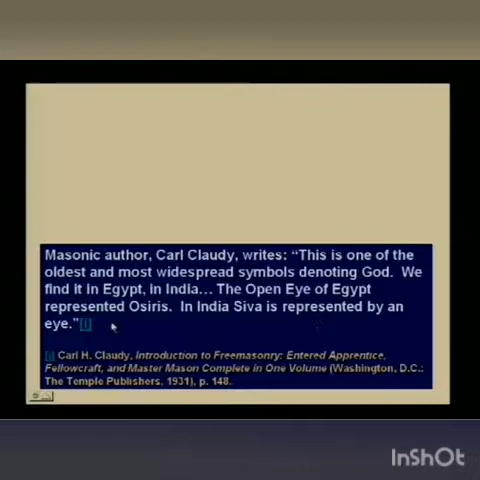 Masonic author, Carl Claudy, writes: “This is one of the
oldest and most widespread symbols denoting God.  We
find it in Egypt, in India… The Open Eye of Egypt
represented Osiris.  In India Siva is represented by an
eye.”[i]
[i] Carl H. Claudy, Introduction to Freemasonry: Entered Apprentice,
Fellowcraft, and Master Mason Complete in One Volume (Washington, D.C.:
The Temple Publishers, 1931), p. 148.
InShOt